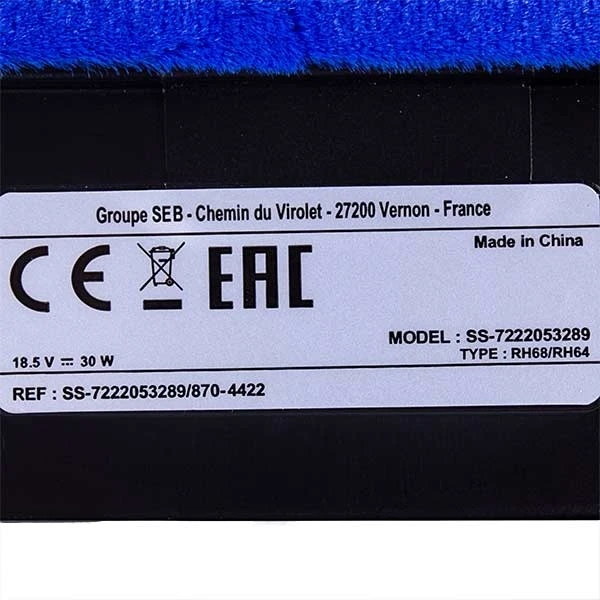 Groupe SEB - Chemin du Virolet - 27200 Vernon - France
Made in China
CE EAC
MODEL : SS-7222053289
18.5 V ⎓ 30 W
TYPE : RH68/RH64
REF : SS-7222053289/870-4422